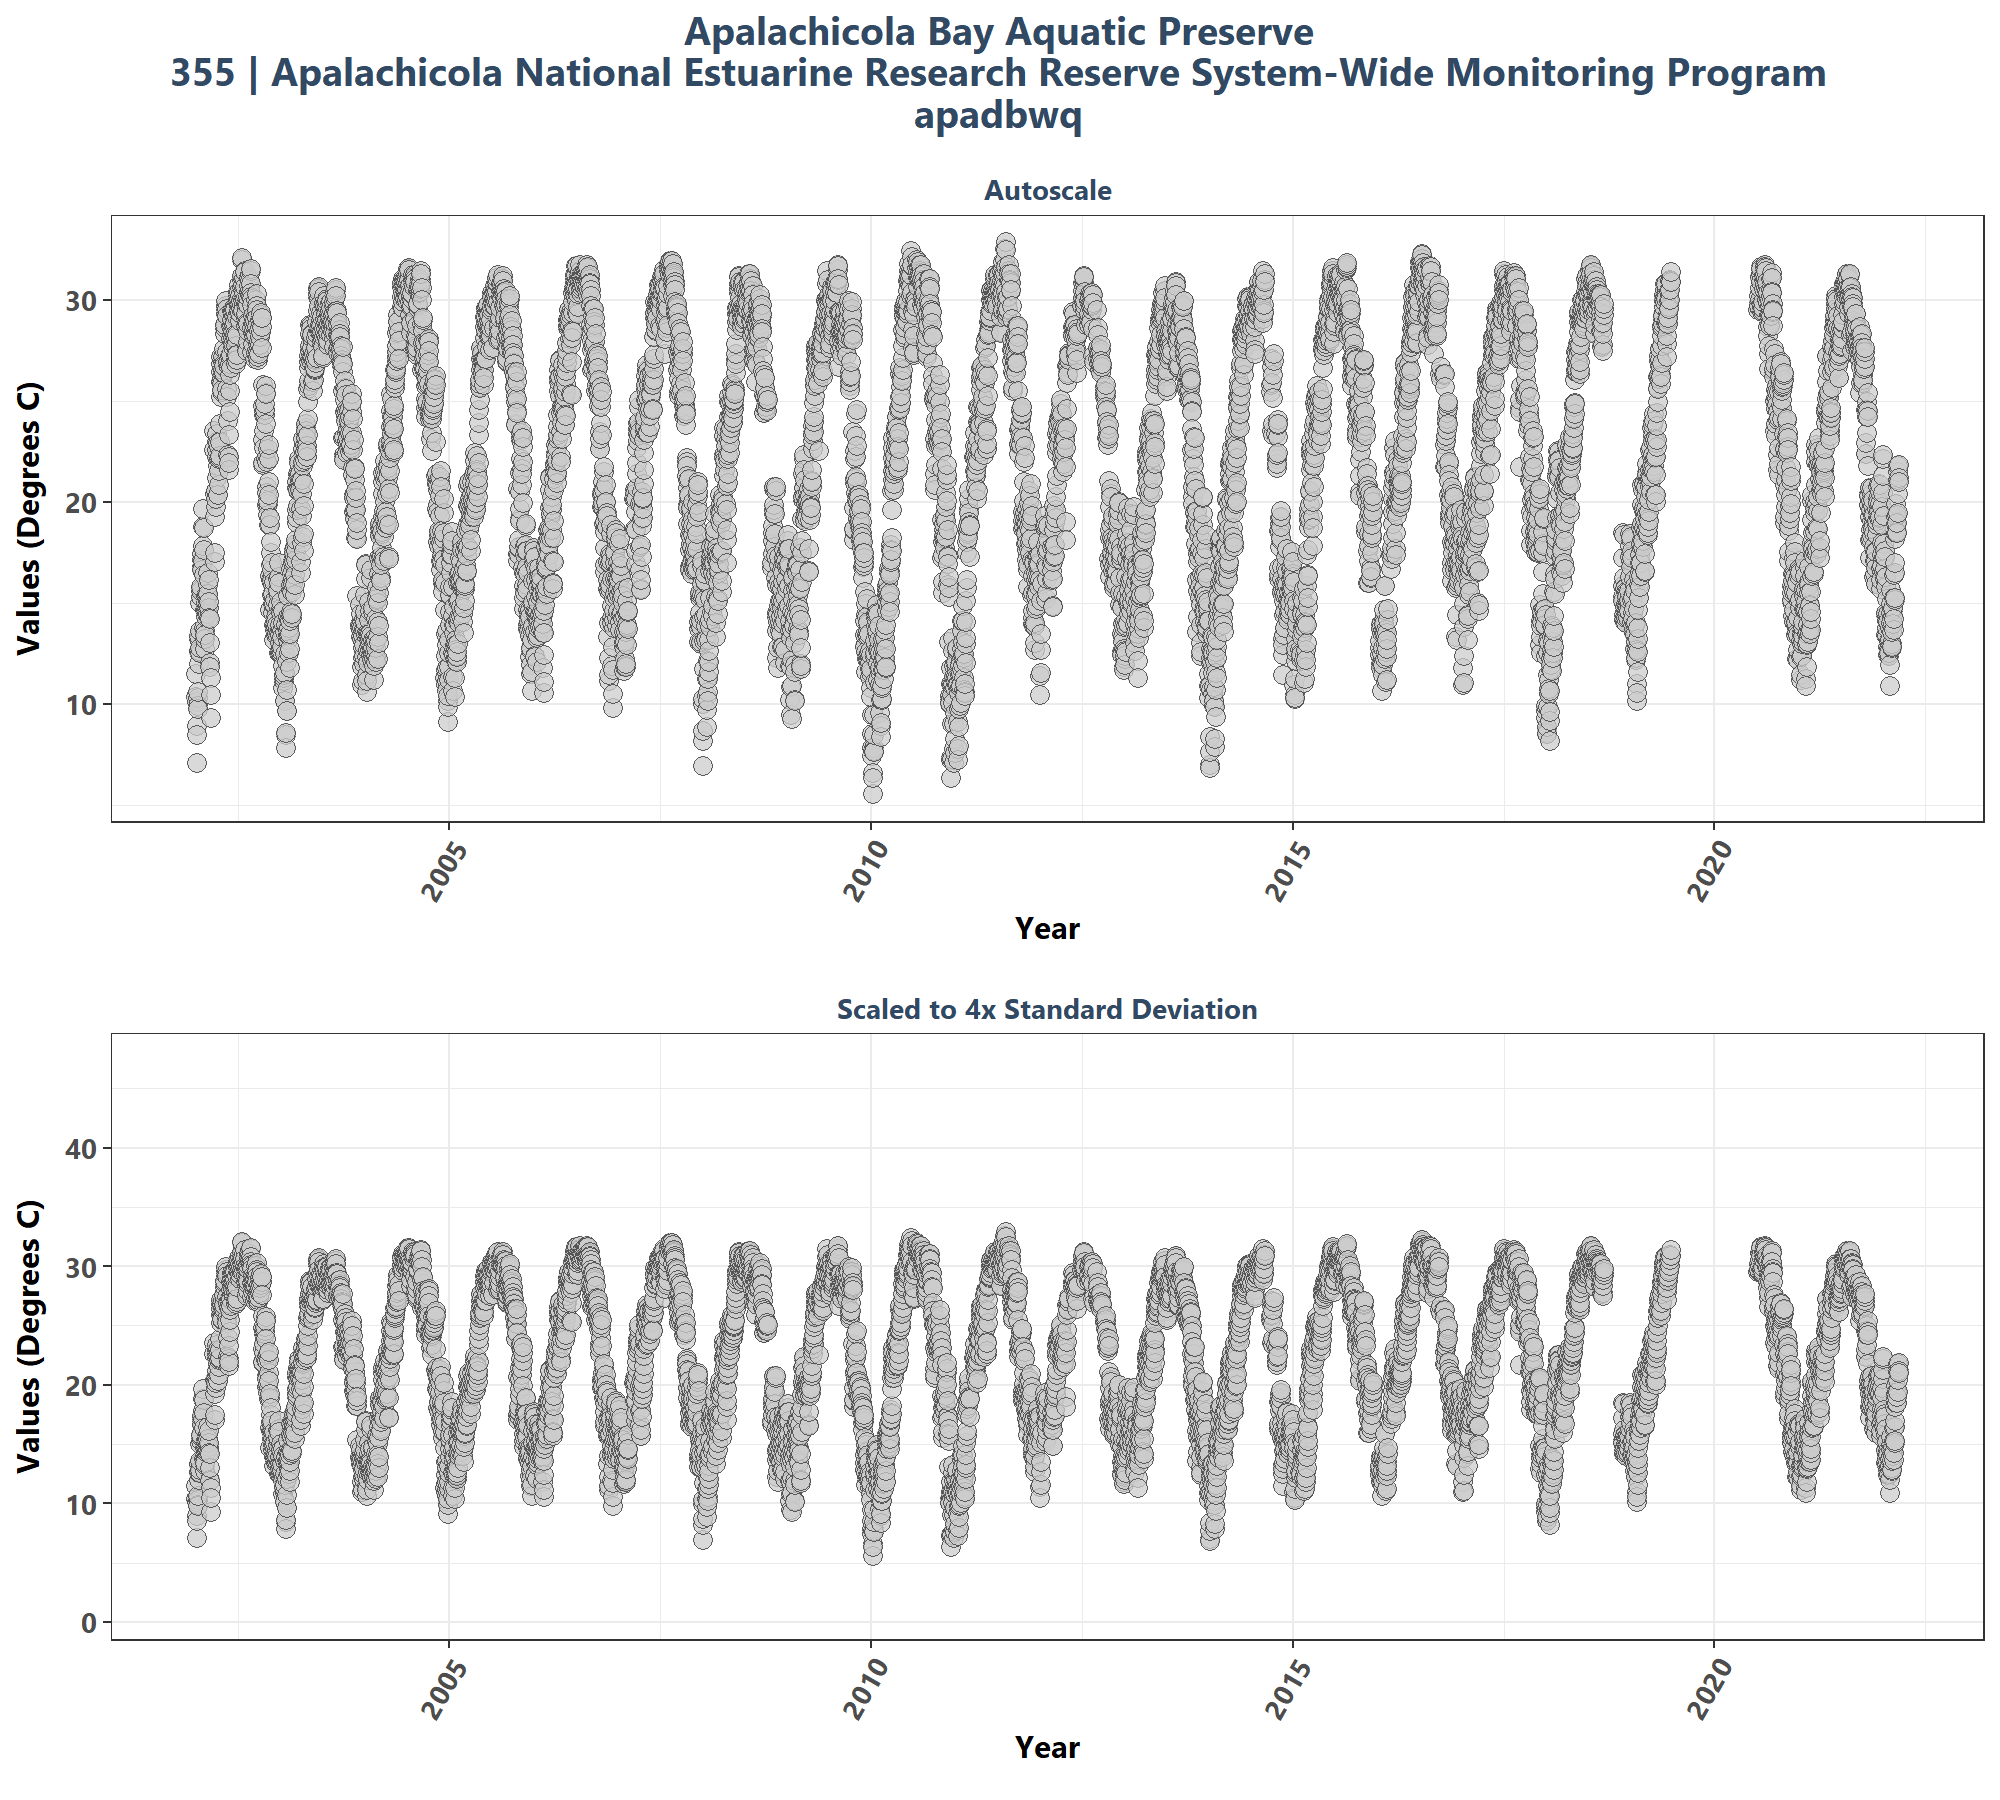 Apalachicola Bay Aquatic Preserve
355 | Apalachicola National Estuarine Research Reserve System-Wide Monitoring Program
apadbwq
Autoscale
Values (Degrees C)
30
20
10
2005
2010
2015
2020
Year
Scaled to 4x Standard Deviation
Values (Degrees C)
40
30
20
10
0
2005
2010
2015
2020
Year